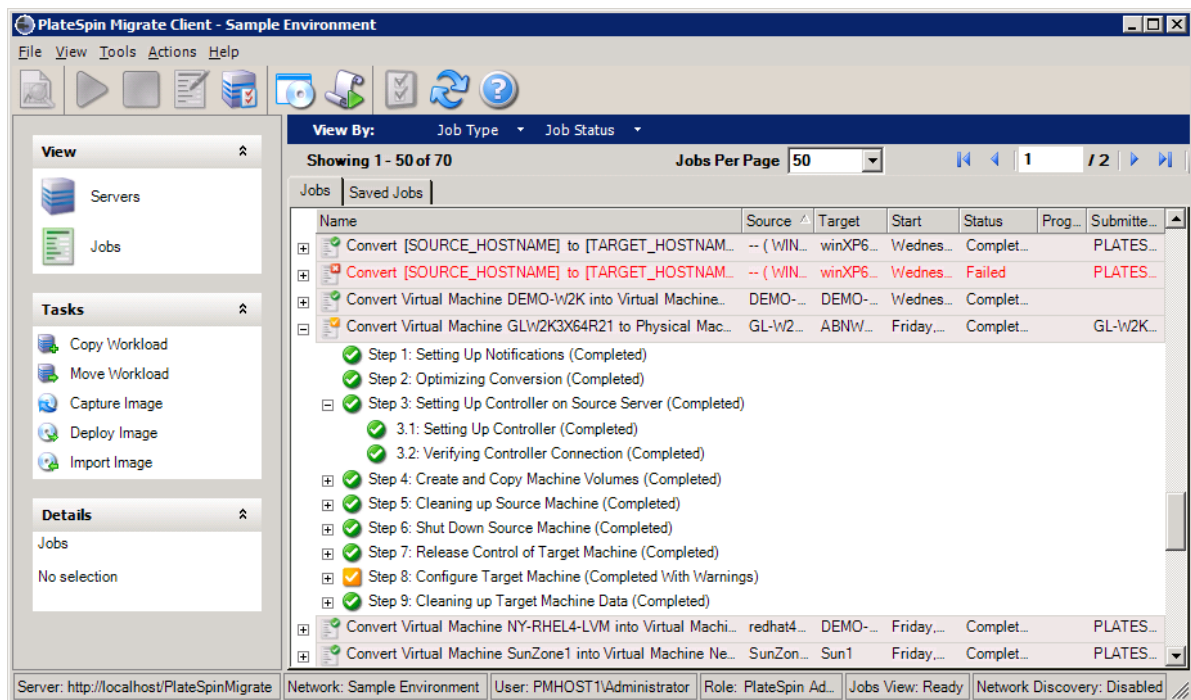 PlateSpin Migrate Client - Sample Environment
File View Tools Actions Help
View By: Job Type Job Status
Showing 1 - 50 of 70 Jobs Per Page 50 1 / 2
Jobs Saved Jobs
Name Source Target Start Status Prog... Submitte...
Convert [SOURCE_HOSTNAME] to [TARGET_HOSTNAM... -- ( WIN... winXP6... Wednes... Complet... PLATES...
Convert [SOURCE_HOSTNAME] to [TARGET_HOSTNAM... -- ( WIN... winXP6... Wednes... Failed PLATES...
Convert Virtual Machine DEMO-W2K into Virtual Machine... DEMO-... DEMO-... Wednes... Complet...
Convert Virtual Machine GLW2K3X64R21 to Physical Mac... GL-W2... ABNW... Friday,... Complet... GL-W2K...
Step 1: Setting Up Notifications (Completed)
Step 2: Optimizing Conversion (Completed)
Step 3: Setting Up Controller on Source Server (Completed)
3.1: Setting Up Controller (Completed)
3.2: Verifying Controller Connection (Completed)
Step 4: Create and Copy Machine Volumes (Completed)
Step 5: Cleaning up Source Machine (Completed)
Step 6: Shut Down Source Machine (Completed)
Step 7: Release Control of Target Machine (Completed)
Step 8: Configure Target Machine (Completed With Warnings)
Step 9: Cleaning up Target Machine Data (Completed)
Convert Virtual Machine NY-RHEL4-LVM into Virtual Machi... redhat4... DEMO-... Friday,... Complet... PLATES...
Convert Virtual Machine SunZone1 into Virtual Machine Ne... SunZon... Sun1 Friday,... Complet... PLATES...
View
Servers
Jobs
Tasks
Copy Workload
Move Workload
Capture Image
Deploy Image
Import Image
Details
Jobs
No selection
Server: http://localhost/PlateSpinMigrate Network: Sample Environment User: PMHOST1\Administrator Role: PlateSpin Ad... Jobs View: Ready Network Discovery: Disabled